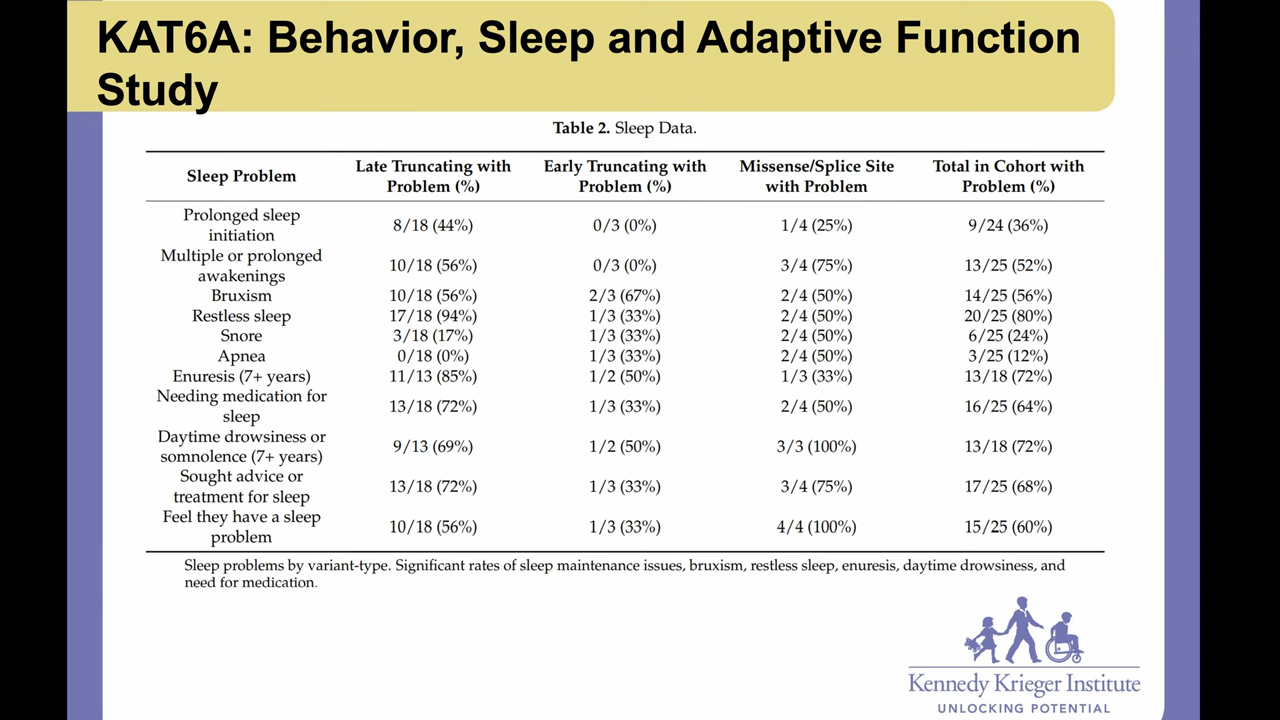 KAT6A: Behavior, Sleep and Adaptive Function
Study
Table 2. Sleep Data.
Sleep Problem Late Truncating with Problem (%) Early Truncating with Problem (%) Missense/Splice Site with Problem Total in Cohort with Problem (%)
Prolonged sleep initiation 8/18 (44%) 0/3 (0%) 1/4 (25%) 9/24 (36%)
Multiple or prolonged awakenings 10/18 (56%) 0/3 (0%) 3/4 (75%) 13/25 (52%)
Bruxism 10/18 (56%) 2/3 (67%) 2/4 (50%) 14/25 (56%)
Restless sleep 17/18 (94%) 1/3 (33%) 2/4 (50%) 20/25 (80%)
Snore 3/18 (17%) 1/3 (33%) 2/4 (50%) 6/25 (24%)
Apnea 0/18 (0%) 1/3 (33%) 2/4 (50%) 3/25 (12%)
Enuresis (7+ years) 11/13 (85%) 1/2 (50%) 1/3 (33%) 13/18 (72%)
Needing medication for sleep 13/18 (72%) 1/3 (33%) 2/4 (50%) 16/25 (64%)
Daytime drowsiness or somnolence (7+ years) 9/13 (69%) 1/2 (50%) 3/3 (100%) 13/18 (72%)
Sought advice or treatment for sleep 13/18 (72%) 1/3 (33%) 3/4 (75%) 17/25 (68%)
Feel they have a sleep problem 10/18 (56%) 1/3 (33%) 4/4 (100%) 15/25 (60%)
Sleep problems by variant-type. Significant rates of sleep maintenance issues, bruxism, restless sleep, enuresis, daytime drowsiness, and
need for medication.
Kennedy Krieger Institute
UNLOCKING POTENTIAL